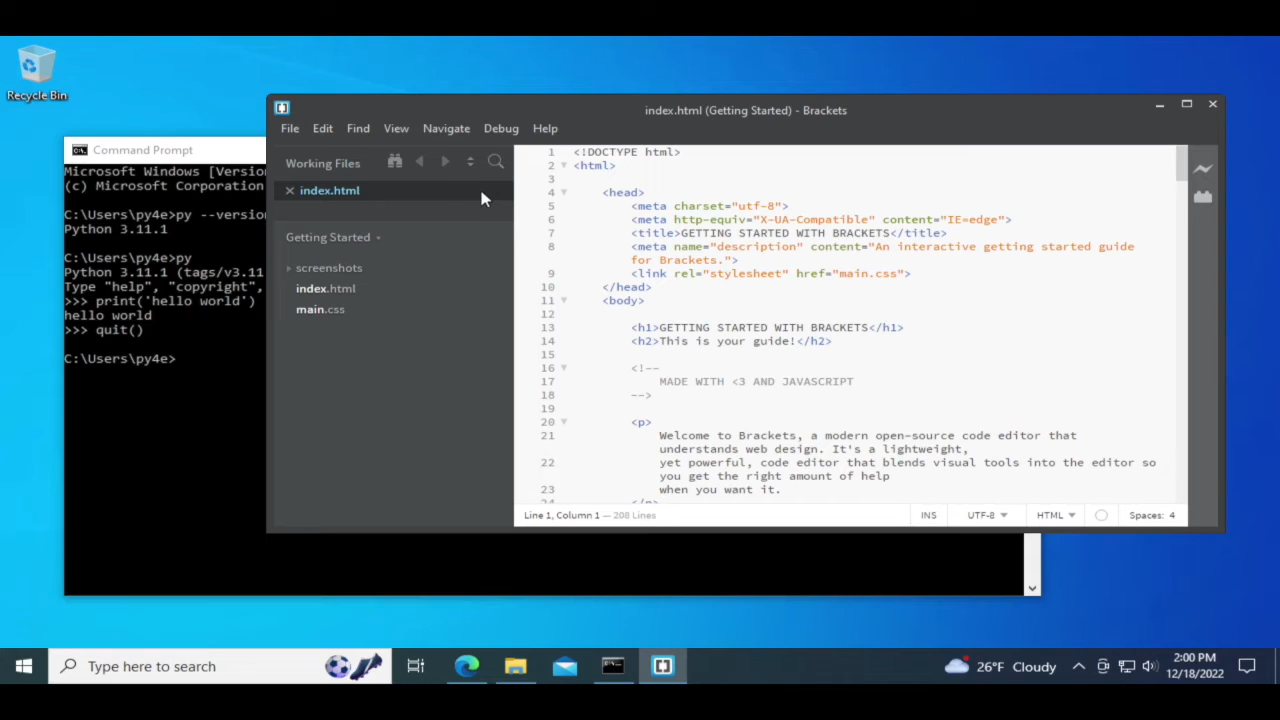 Recycle Bin
Command Prompt
Microsoft Windows [Version
(c) Microsoft Corporation
C:\Users\py4e>py --version
Python 3.11.1
C:\Users\py4e>py
Python 3.11.1 (tags/v3.11
Type "help", "copyright",
>>> print('hello world')
hello world
>>> quit()
C:\Users\py4e>
index.html (Getting Started) - Brackets
File Edit Find View Navigate Debug Help
Working Files
index.html
Getting Started
screenshots
index.html
main.css
1 <!DOCTYPE html>
2 <html>
3
4 <head>
5 <meta charset="utf-8">
6 <meta http-equiv="X-UA-Compatible" content="IE=edge">
7 <title>GETTING STARTED WITH BRACKETS</title>
8 <meta name="description" content="An interactive getting started guide
for Brackets.">
9 <link rel="stylesheet" href="main.css">
10 </head>
11 <body>
12
13 <h1>GETTING STARTED WITH BRACKETS</h1>
14 <h2>This is your guide!</h2>
15
16 <!--
17 MADE WITH <3 AND JAVASCRIPT
18 -->
19
20 <p>
21 Welcome to Brackets, a modern open-source code editor that
understands web design. It's a lightweight,
22 yet powerful, code editor that blends visual tools into the editor so
you get the right amount of help
23 when you want it.
24 </p>
Line 1, Column 1 — 208 Lines
INS UTF-8 HTML Spaces: 4
Type here to search
26°F Cloudy
2:00 PM
12/18/2022